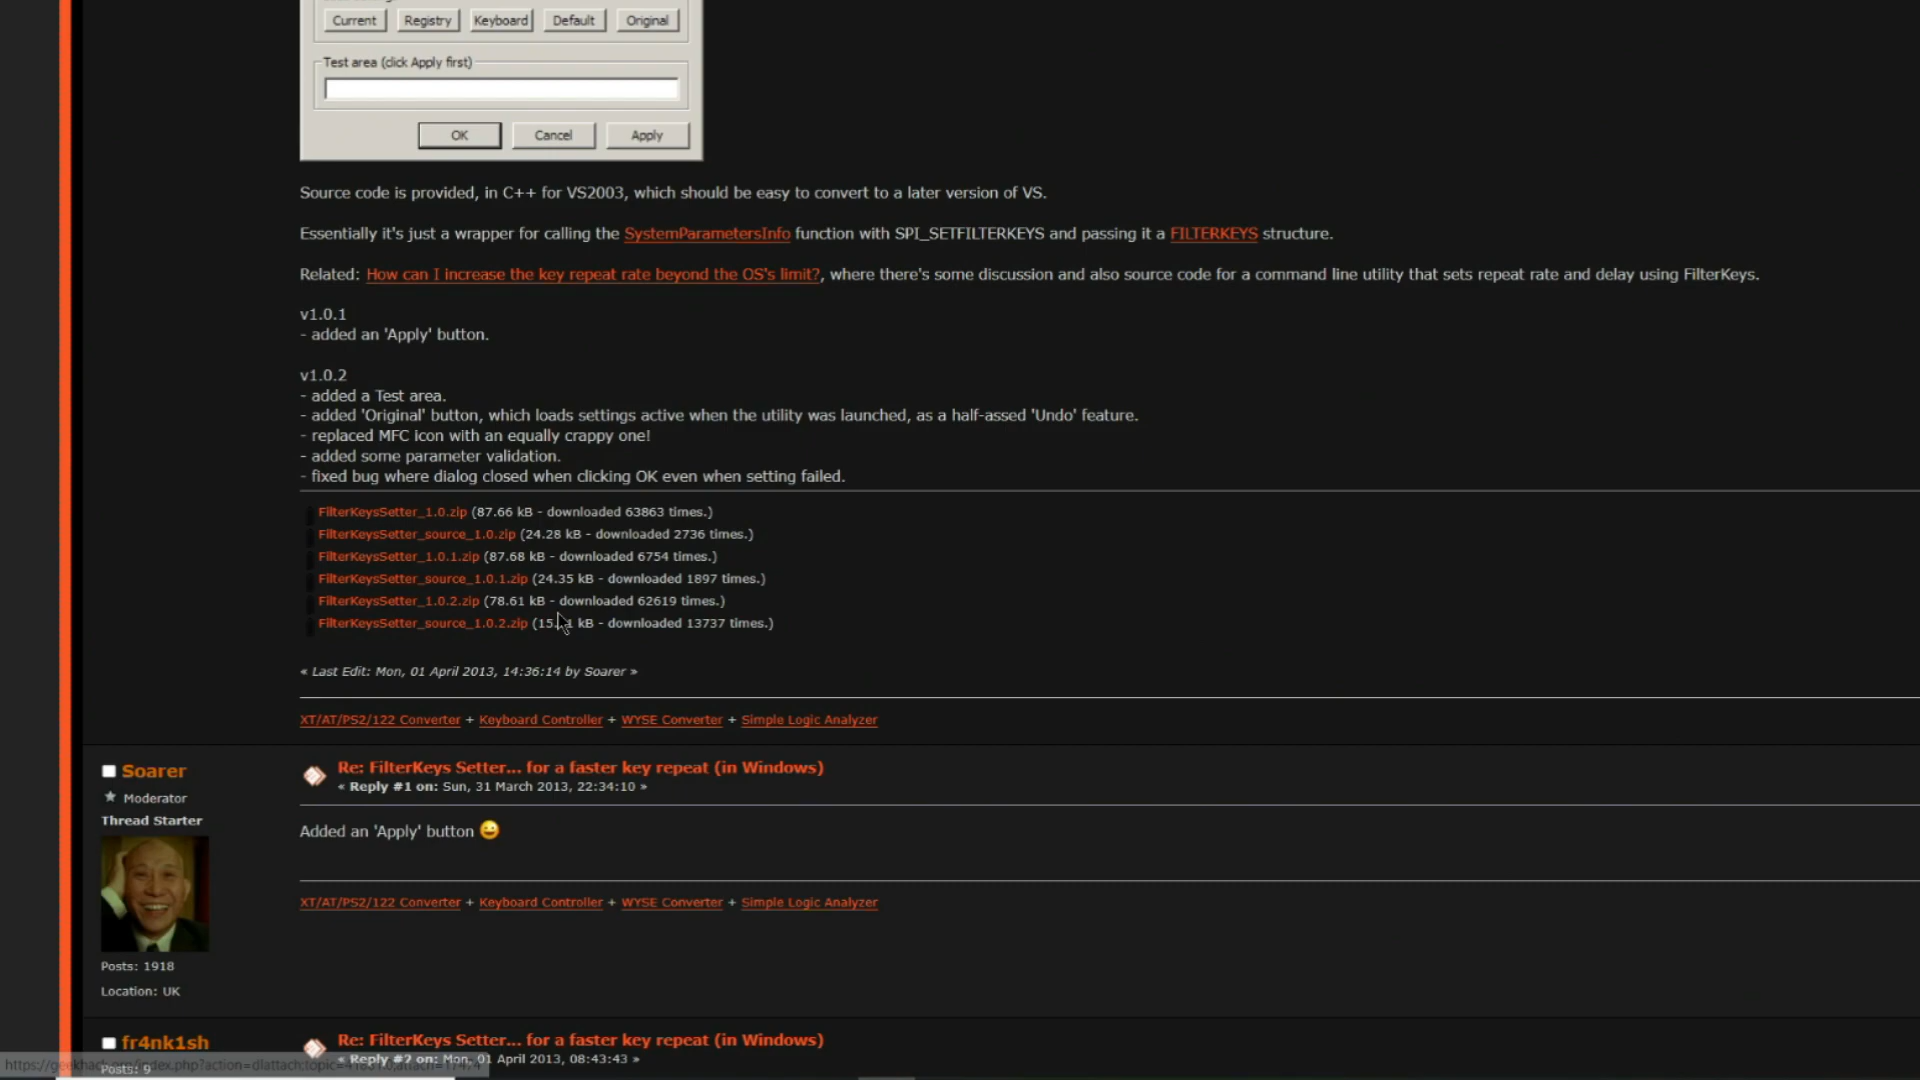 Current Registry Keyboard Default Original
Test area (click Apply first)
OK Cancel Apply
Source code is provided, in C++ for VS2003, which should be easy to convert to a later version of VS.
Essentially it's just a wrapper for calling the SystemParametersInfo function with SPI_SETFILTERKEYS and passing it a FILTERKEYS structure.
Related: How can I increase the key repeat rate beyond the OS's limit?, where there's some discussion and also source code for a command line utility that sets repeat rate and delay using FilterKeys.
v1.0.1
- added an 'Apply' button.
v1.0.2
- added a Test area.
- added 'Original' button, which loads settings active when the utility was launched, as a half-assed 'Undo' feature.
- replaced MFC icon with an equally crappy one!
- added some parameter validation.
- fixed bug where dialog closed when clicking OK even when setting failed.
FilterKeysSetter_1.0.zip (87.66 kB - downloaded 63863 times.)
FilterKeysSetter_source_1.0.zip (24.28 kB - downloaded 2736 times.)
FilterKeysSetter_1.0.1.zip (87.68 kB - downloaded 6754 times.)
FilterKeysSetter_source_1.0.1.zip (24.35 kB - downloaded 1897 times.)
FilterKeysSetter_1.0.2.zip (78.61 kB - downloaded 62619 times.)
FilterKeysSetter_source_1.0.2.zip kB - downloaded 13737 times.)
« Last Edit: Mon, 01 April 2013, 14:36:14 by Soarer »
XT/AT/PS2/122 Converter + Keyboard Controller + WYSE Converter + Simple Logic Analyzer
Soarer
Moderator
Thread Starter
Posts: 1918
Location: UK
Re: FilterKeys Setter... for a faster key repeat (in Windows)
« Reply #1 on: Sun, 31 March 2013, 22:34:10 »
Added an 'Apply' button
XT/AT/PS2/122 Converter + Keyboard Controller + WYSE Converter + Simple Logic Analyzer
fr4nk1sh
Posts: 9
Re: FilterKeys Setter... for a faster key repeat (in Windows)
« Reply #2 on: Mon, 01 April 2013, 08:43:43 »